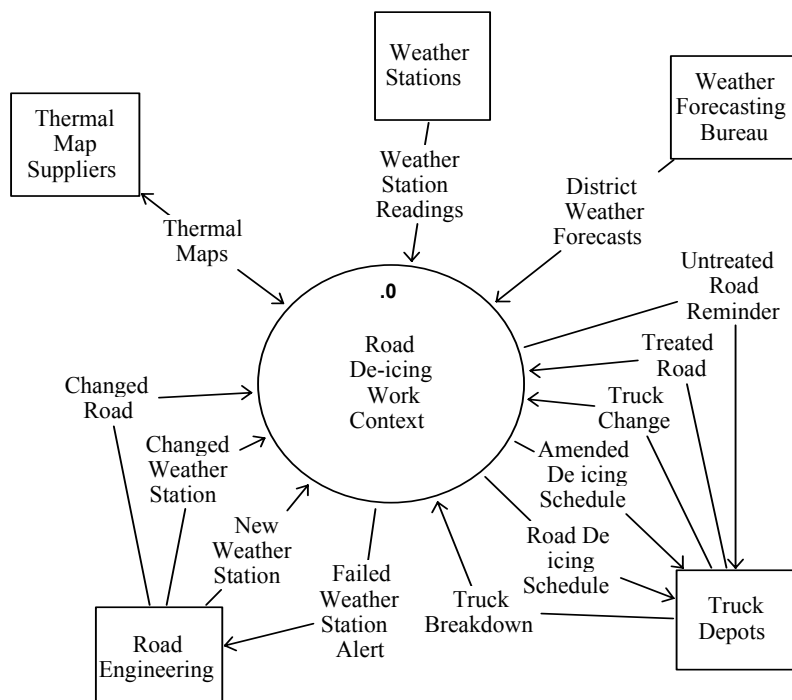 Weather
Stations
Weather
Forecasting
Bureau
Thermal
Map
Suppliers
Weather
Station
Readings
District
Weather
Forecasts
Thermal
Maps
Untreated
Road
Reminder
.0
Road
De-icing
Work
Context
Treated
Road
Changed
Road
Truck
Change
Changed
Weather
Station
Amended
De icing
Schedule
New
Weather
Station
Road De
icing
Schedule
Failed
Weather
Station
Alert
Truck
Breakdown
Road
Engineering
Truck
Depots